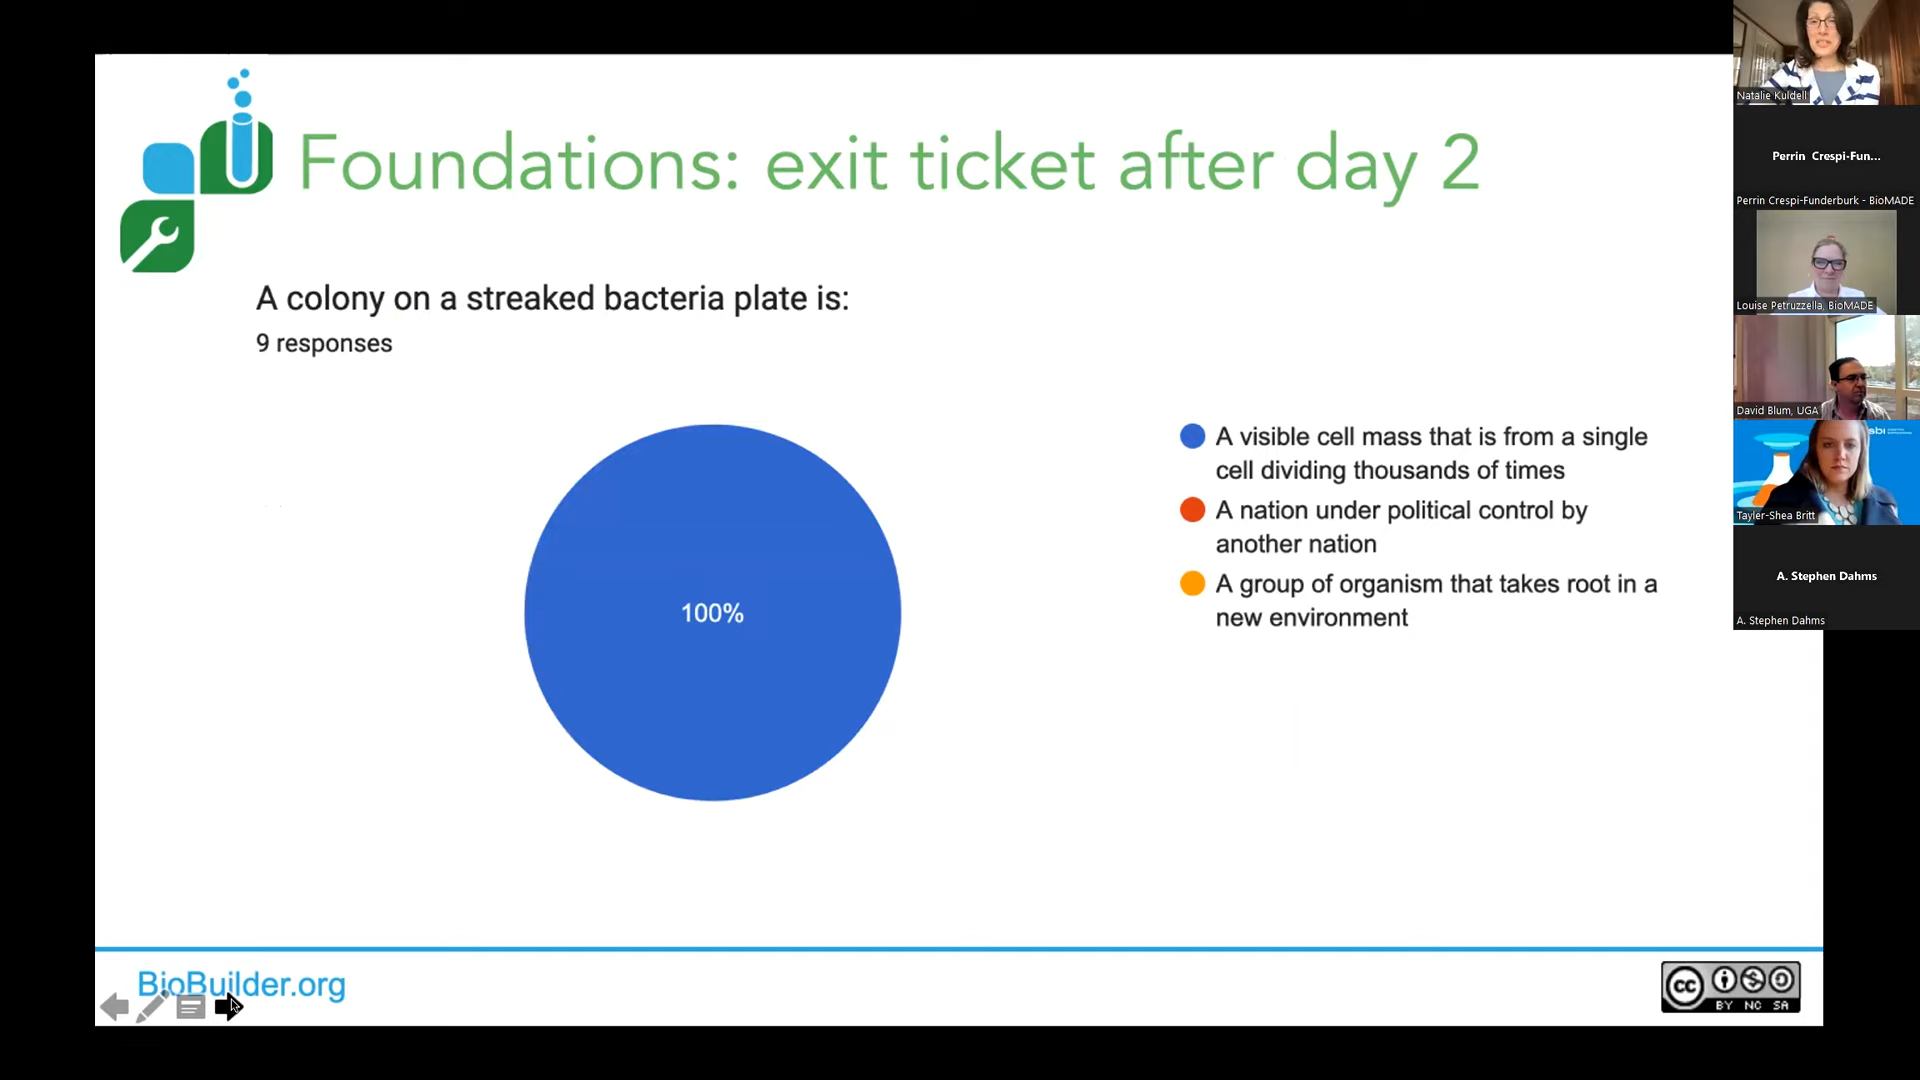 Foundations: exit ticket after day 2
A colony on a streaked bacteria plate is:
9 responses
100%
A visible cell mass that is from a single
cell dividing thousands of times
A nation under political control by
another nation
A group of organism that takes root in a
new environment
BioBuilder.org
cc
BY NC SA
Natalie Kuldell
Perrin Crespi-Fun...
Perrin Crespi-Funderburk - BioMADE
Louise Petruzzella, BioMADE
David Blum, UGA
sbi
Tayler-Shea Britt
A. Stephen Dahms
A. Stephen Dahms